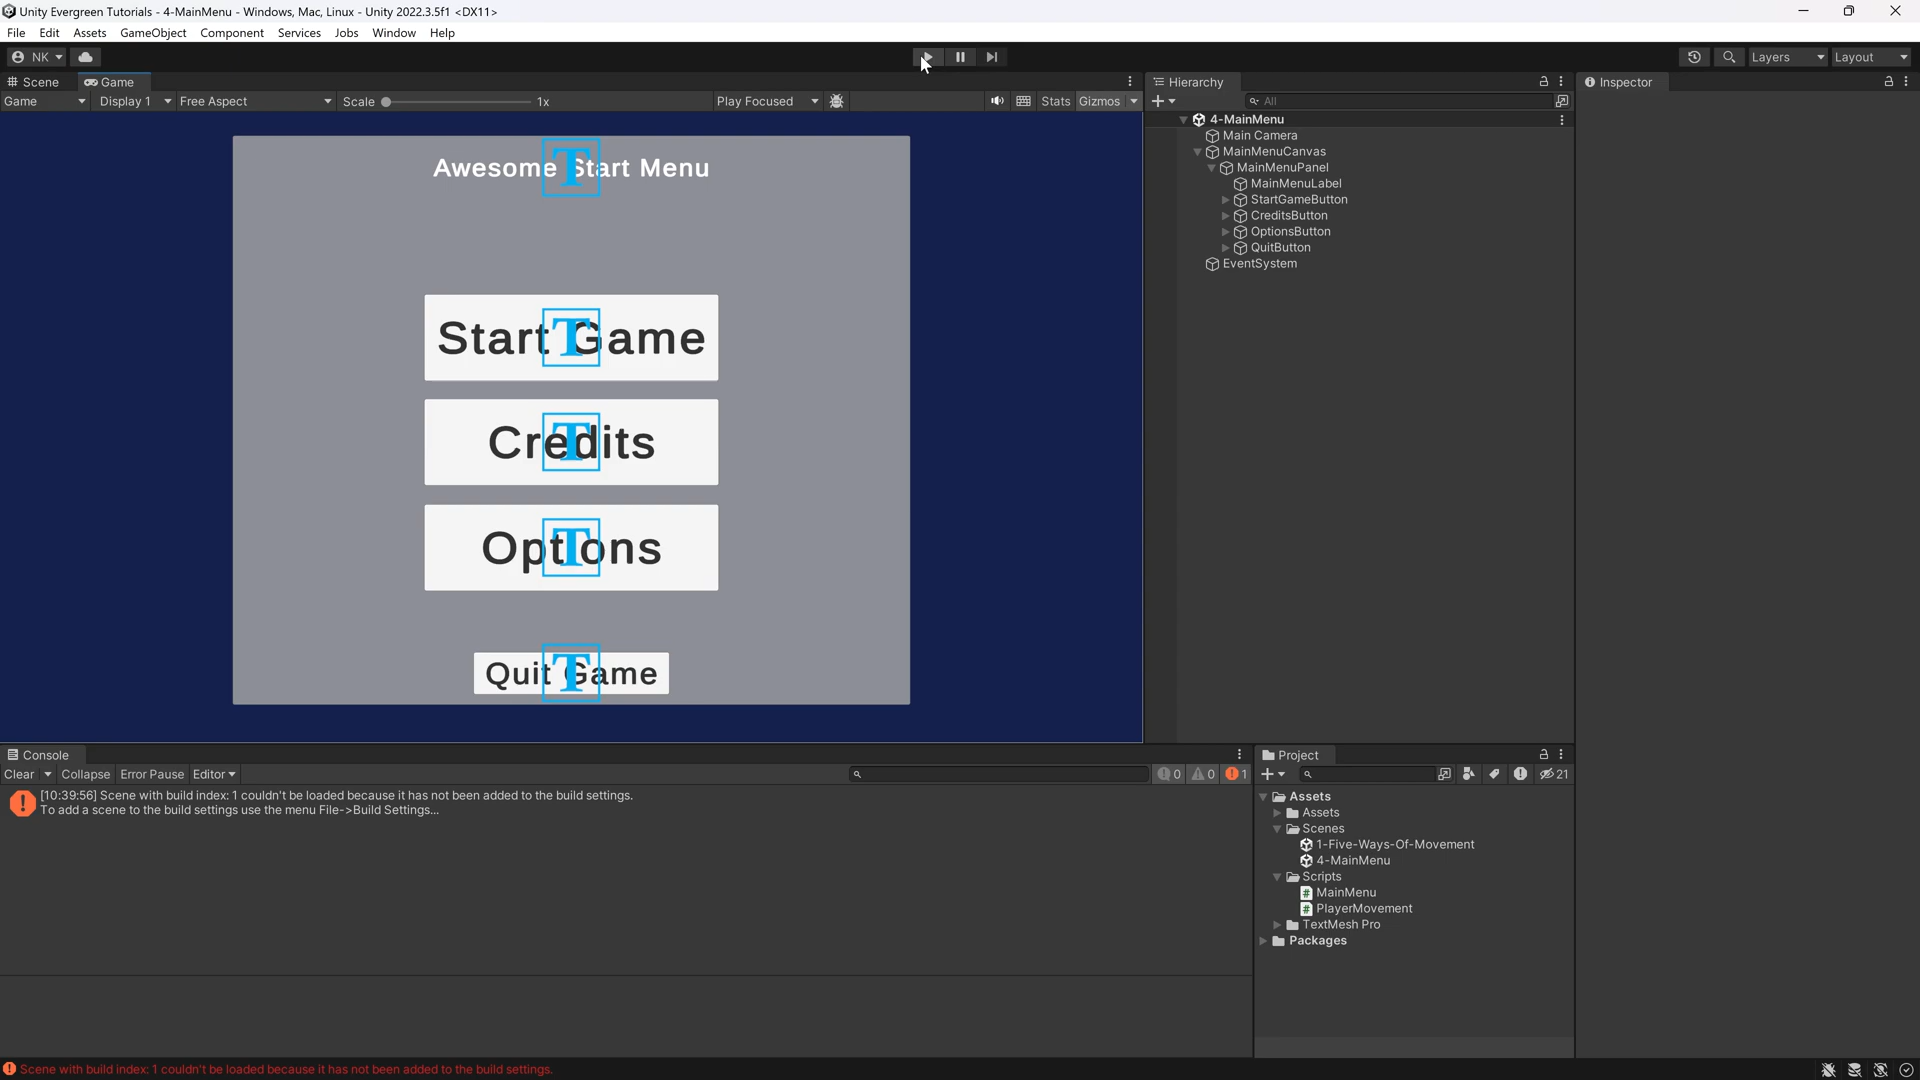 Unity Evergreen Tutorials - 4-MainMenu - Windows, Mac, Linux - Unity 2022.3.5f1 <DX11>
File Edit Assets GameObject Component Services Jobs Window Help
NK Layers Layout
Scene Game Hierarchy Inspector
Game Display 1 Free Aspect Scale 1x Play Focused Stats Gizmos All
4-MainMenu
Main Camera
MainMenuCanvas
MainMenuPanel
MainMenuLabel
StartGameButton
CreditsButton
OptionsButton
QuitButton
EventSystem
Awesome Start Menu
Start Game
Credits
Options
Quit Game
Console
Clear Collapse Error Pause Editor 0 0 1
[10:39:56] Scene with build index: 1 couldn't be loaded because it has not been added to the build settings.
To add a scene to the build settings use the menu File->Build Settings...
Project
21
Assets
Assets
Scenes
1-Five-Ways-Of-Movement
4-MainMenu
Scripts
MainMenu
PlayerMovement
TextMesh Pro
Packages
Scene with build index: 1 couldn't be loaded because it has not been added to the build settings.